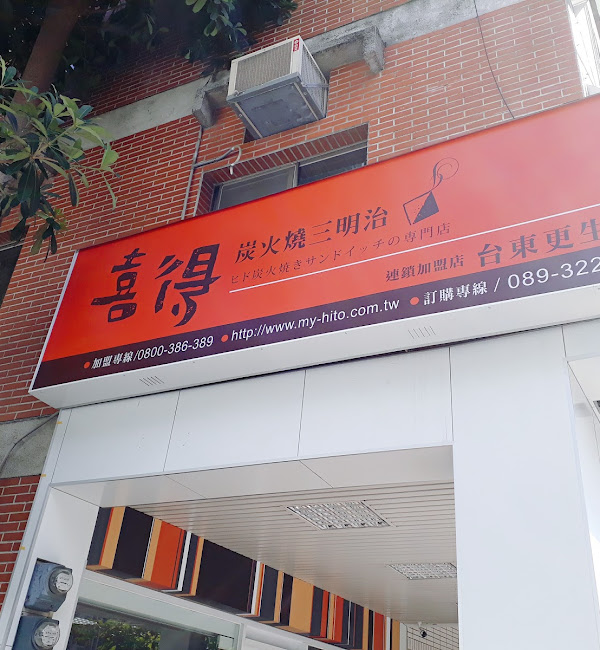 喜得
炭火燒三明治
ヒド炭火焼きサンドイッチの専門店
連鎖加盟店 台東更生
●加盟專線/0800-386-389 ●http://www.my-hito.com.tw ●訂購專線 / 089-322